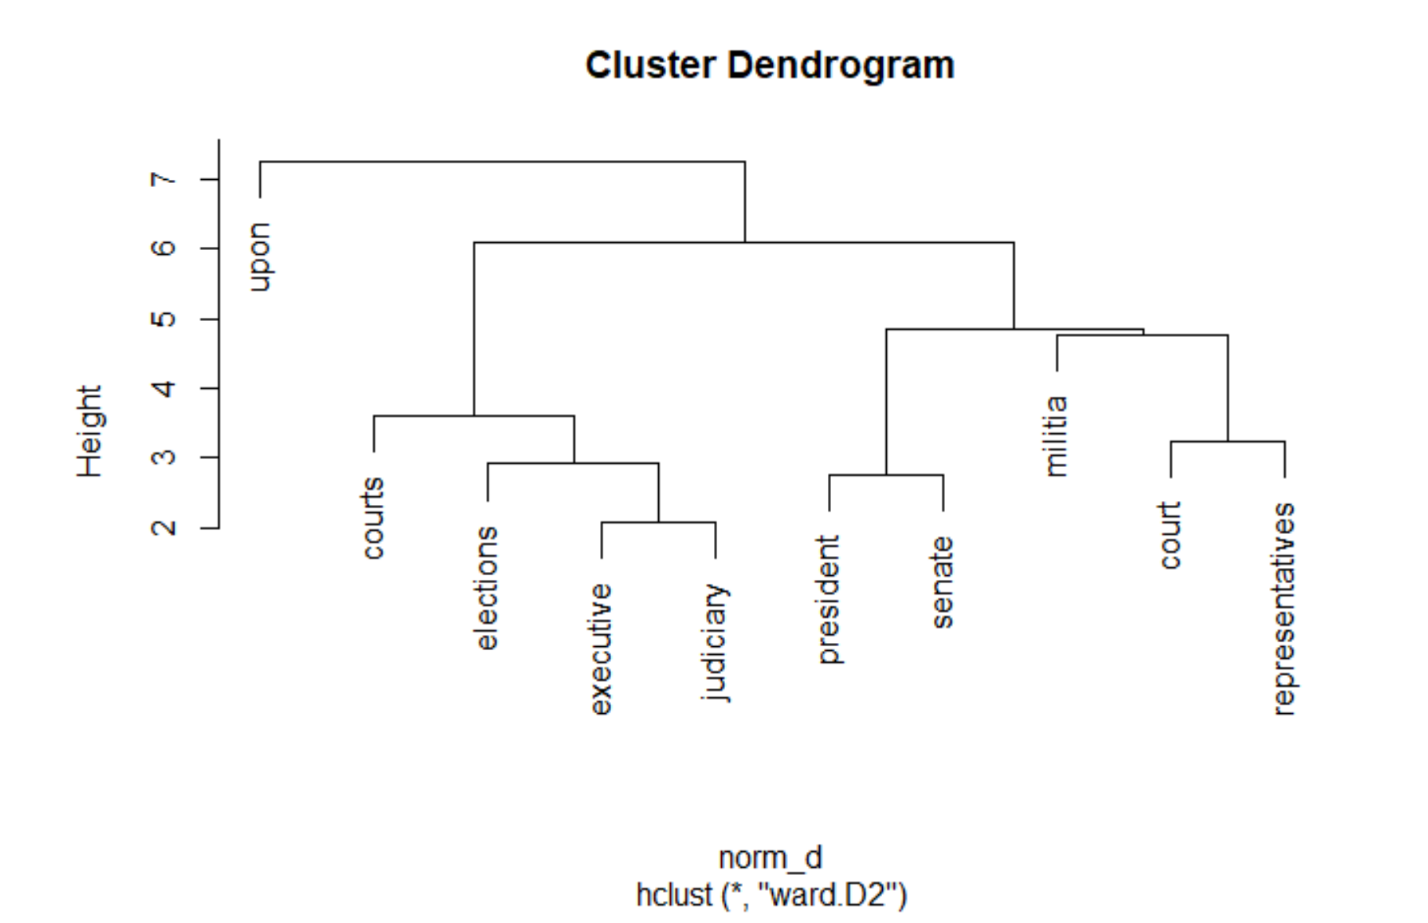 Cluster Dendrogram
Height
7
6
5
4
3
2
upon
courts
elections
executive
judiciary
president
senate
militia
court
representatives
norm_d
hclust (*, "ward.D2")